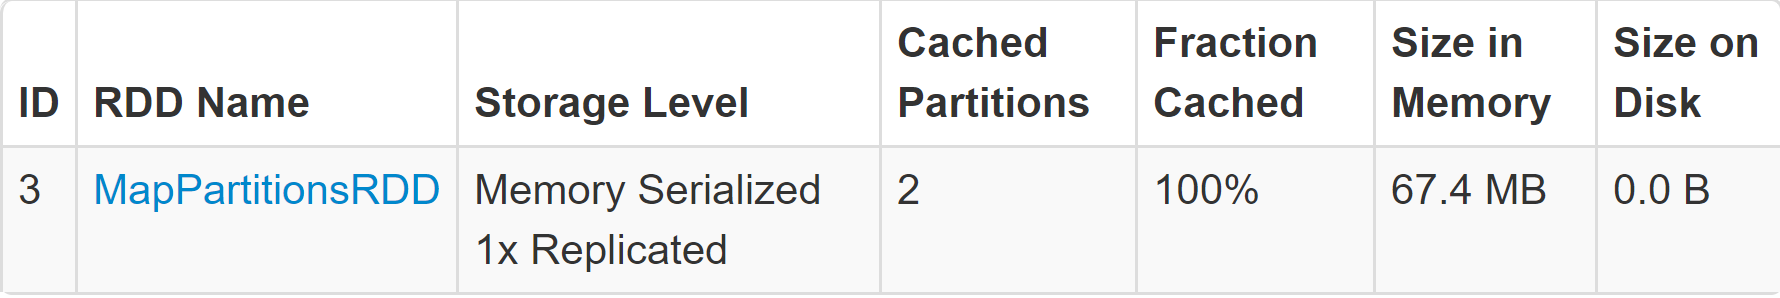 ID RDD Name Storage Level Cached Partitions Fraction Cached Size in Memory Size on Disk
3 MapPartitionsRDD Memory Serialized 1x Replicated 2 100% 67.4 MB 0.0 B